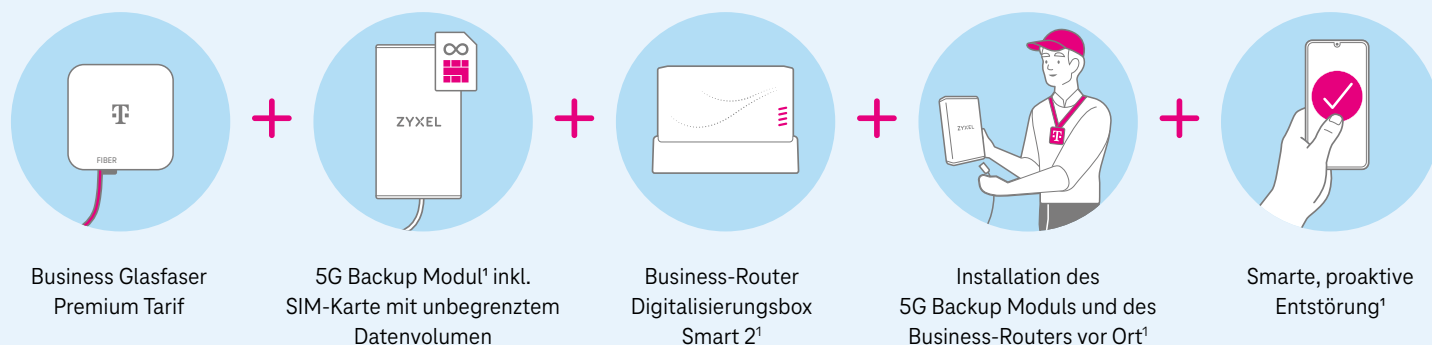 T
FIBER
ZYXEL
ZYXEL
T
Business Glasfaser
Premium Tarif
5G Backup Modul¹ inkl.
SIM-Karte mit unbegrenztem
Datenvolumen
Business-Router
Digitalisierungsbox
Smart 2¹
Installation des
5G Backup Moduls und des
Business-Routers vor Ort¹
Smarte, proaktive
Entstörung¹